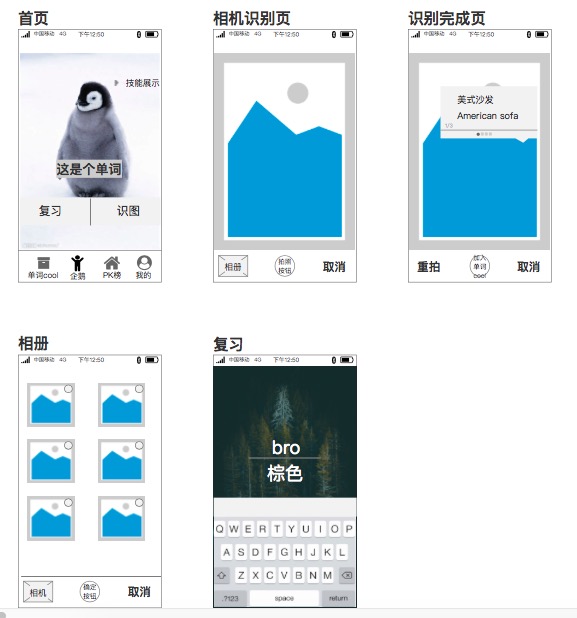 首页
中国移动 4G 下午12:50
技能展示
这是个单词
复习 识图
单词cool 企鹅 PK榜 我的
相机识别页
中国移动 4G 下午12:50
相册
拍照
按钮
取消
识别完成页
中国移动 4G 下午12:50
美式沙发
American sofa
1/3
重拍
加入
单词
cool
取消
相册
中国移动 4G 下午12:50
相机
确定
按钮
取消
复习
中国移动 4G 下午12:50
bro
棕色
Q W E R T Y U I O P
A S D F G H J K L
Z X C V B N M
.?123 space return